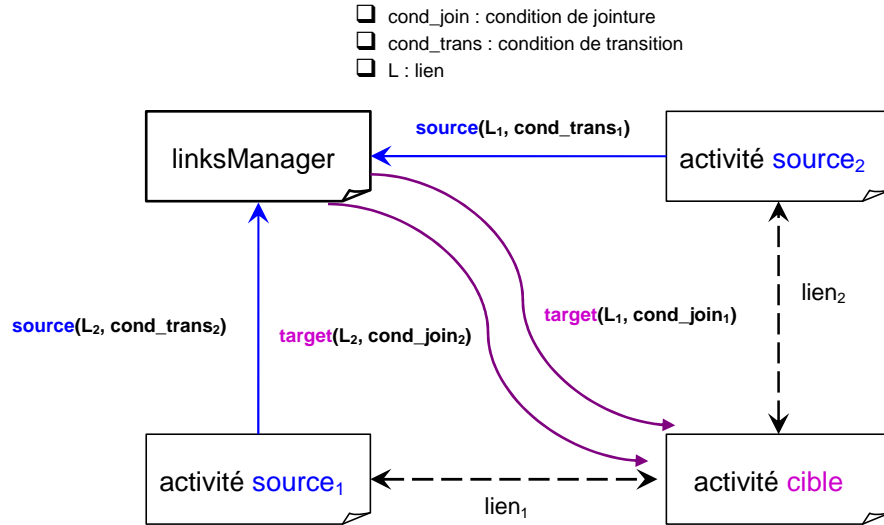 ❑ cond_join : condition de jointure
❑ cond_trans : condition de transition
❑ L : lien
source(L₁, cond_trans₁)
linksManager
activité source₂
lien₂
source(L₂, cond_trans₂)
target(L₂, cond_join₂)
target(L₁, cond_join₁)
activité source₁
lien₁
activité cible